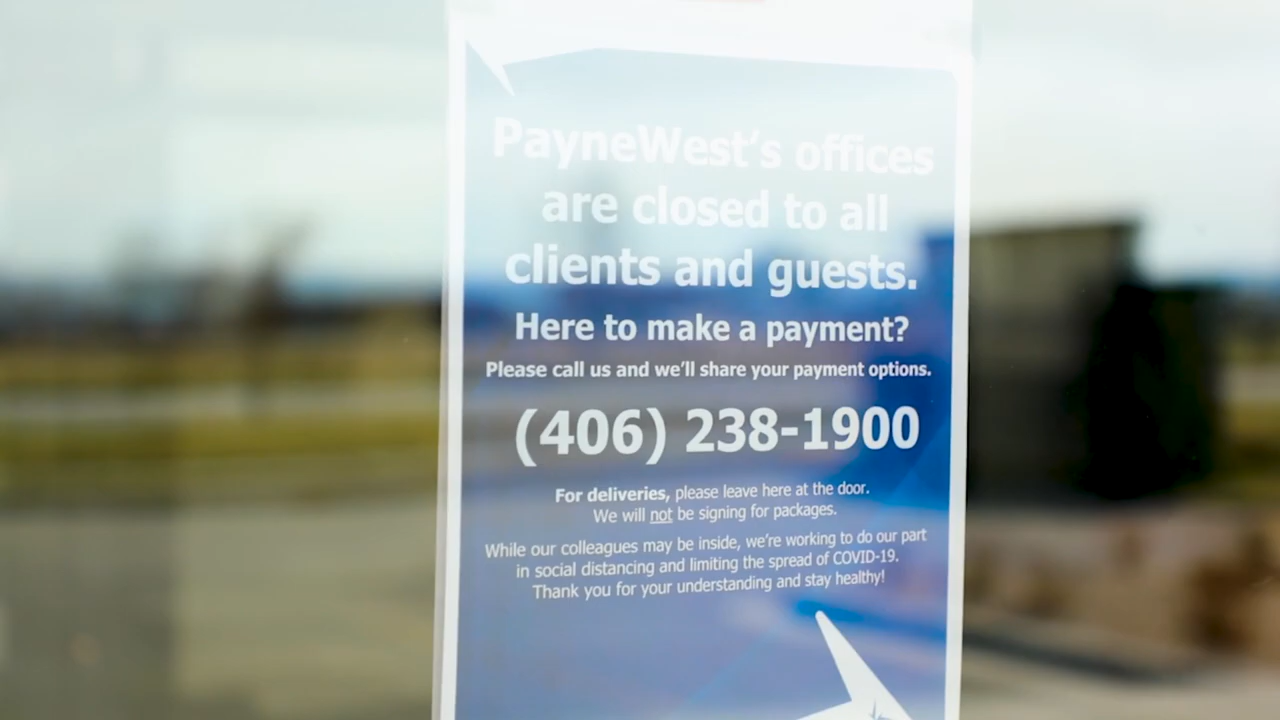 PayneWest's offices
are closed to all
clients and guests.
Here to make a payment?
Please call us and we'll share your payment options.
(406) 238-1900
For deliveries, please leave here at the door.
We will not be signing for packages.
While our colleagues may be inside, we're working to do our part
in social distancing and limiting the spread of COVID-19.
Thank you for your understanding and stay healthy!